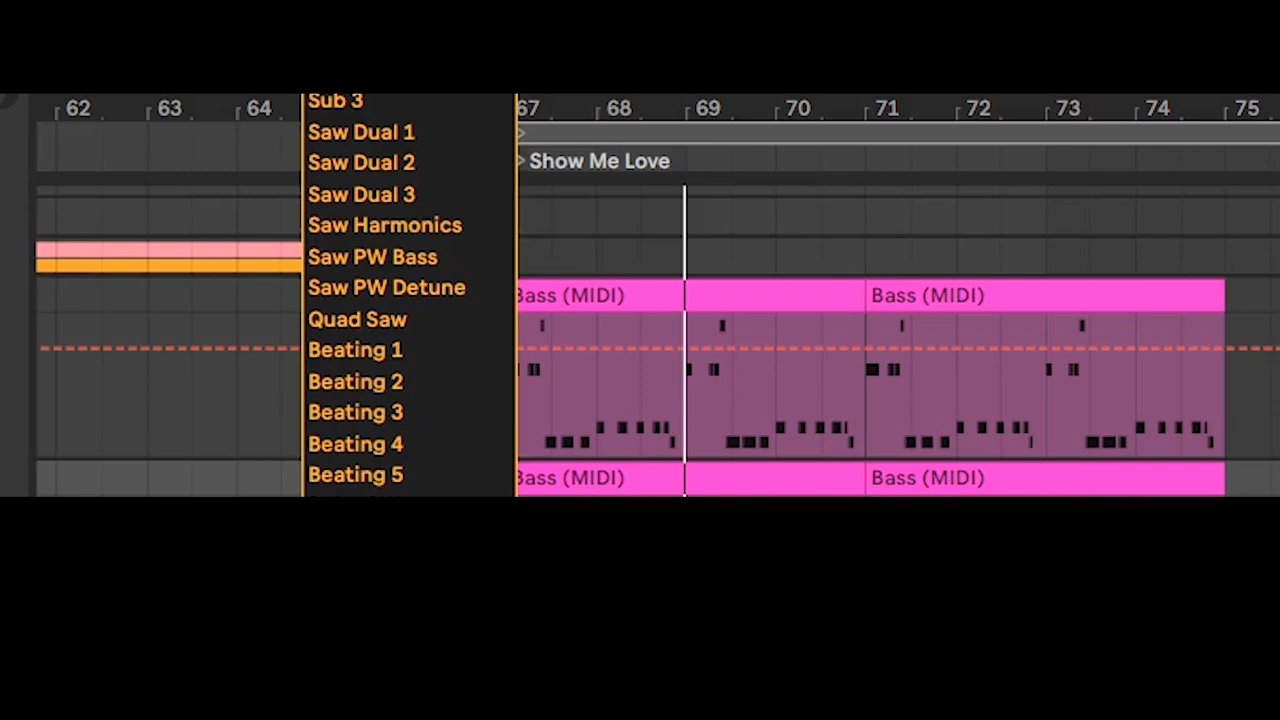 62 63 64 67 68 69 70 71 72 73 74 75
Sub 3
Saw Dual 1
Show Me Love
Saw Dual 2
Saw Dual 3
Saw Harmonics
Saw PW Bass
Saw PW Detune
Bass (MIDI) Bass (MIDI)
Quad Saw
Beating 1
Beating 2
Beating 3
Beating 4
Beating 5
Bass (MIDI) Bass (MIDI)